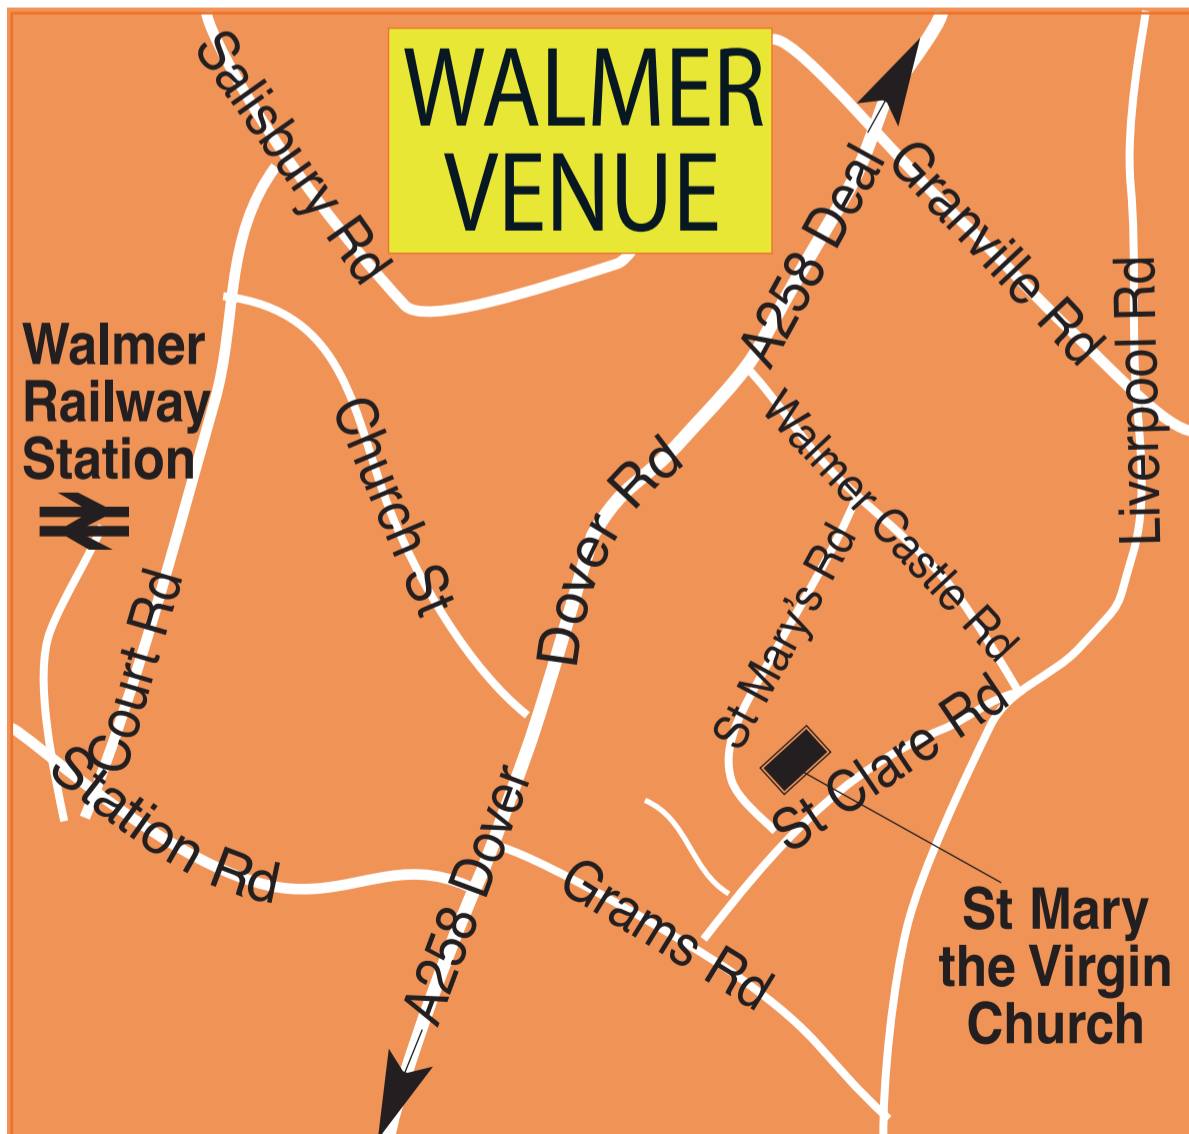 WALMER
VENUE
Salisbury Rd
A258 Deal
Granville Rd
Liverpool Rd
Walmer
Railway
Station
Church St
Dover Rd
Walmer Castle Rd
St Mary’s Rd
Court Rd
Station Rd
St Clare Rd
A258 Dover
Grams Rd
St Mary
the Virgin
Church